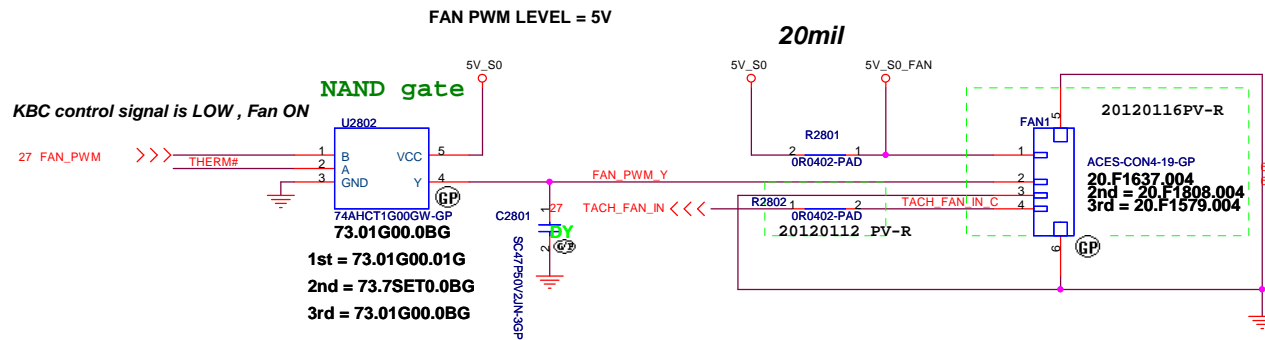 FAN PWM LEVEL = 5V
20mil
5V_S0
5V_S0
5V_S0_FAN
NAND gate
KBC control signal is LOW , Fan ON
U2802
27 FAN_PWM
THERM#
1
2
3
B
A
GND
VCC
Y
5
4
GP
74AHCT1G00GW-GP
73.01G00.0BG
1st = 73.01G00.01G
2nd = 73.7SET0.0BG
3rd = 73.01G00.0BG
C2801
1
2
DY
SC47P50V2JN-3GP
R2801
2
1
0R0402-PAD
FAN_PWM_Y
27
TACH_FAN_IN
R2802
1
2
0R0402-PAD
20120112 PV-R
TACH_FAN_IN_C
20120116PV-R
FAN1
5
1
2
3
4
6
ACES-CON4-19-GP
20.F1637.004
2nd = 20.F1808.004
3rd = 20.F1579.004
GP